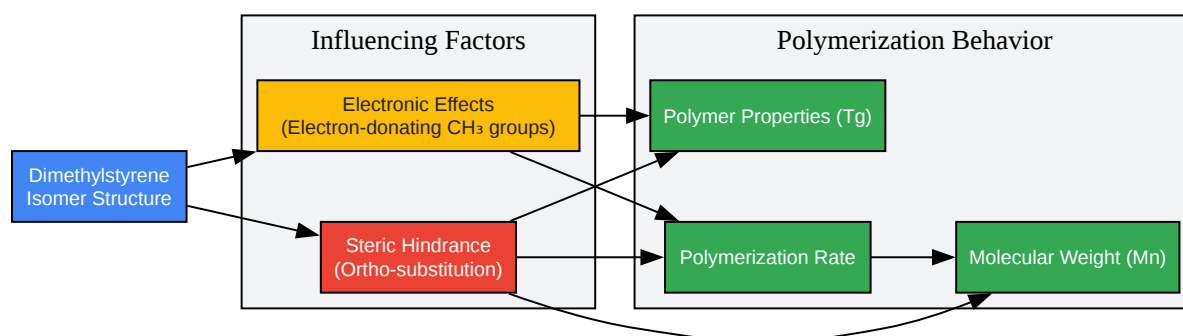 Influencing Factors
Polymerization Behavior
Electronic Effects
(Electron-donating CH₃ groups)
Polymer Properties (Tg)
Dimethylstyrene
Isomer Structure
Steric Hindrance
(Ortho-substitution)
Polymerization Rate
Molecular Weight (Mn)